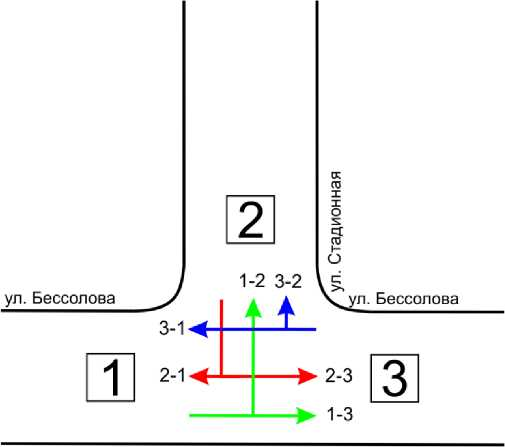 2
ул. Стадионная
1-2 3-2
ул. Бессолова
ул. Бессолова
3-1
1
2-1
2-3
3
1-3